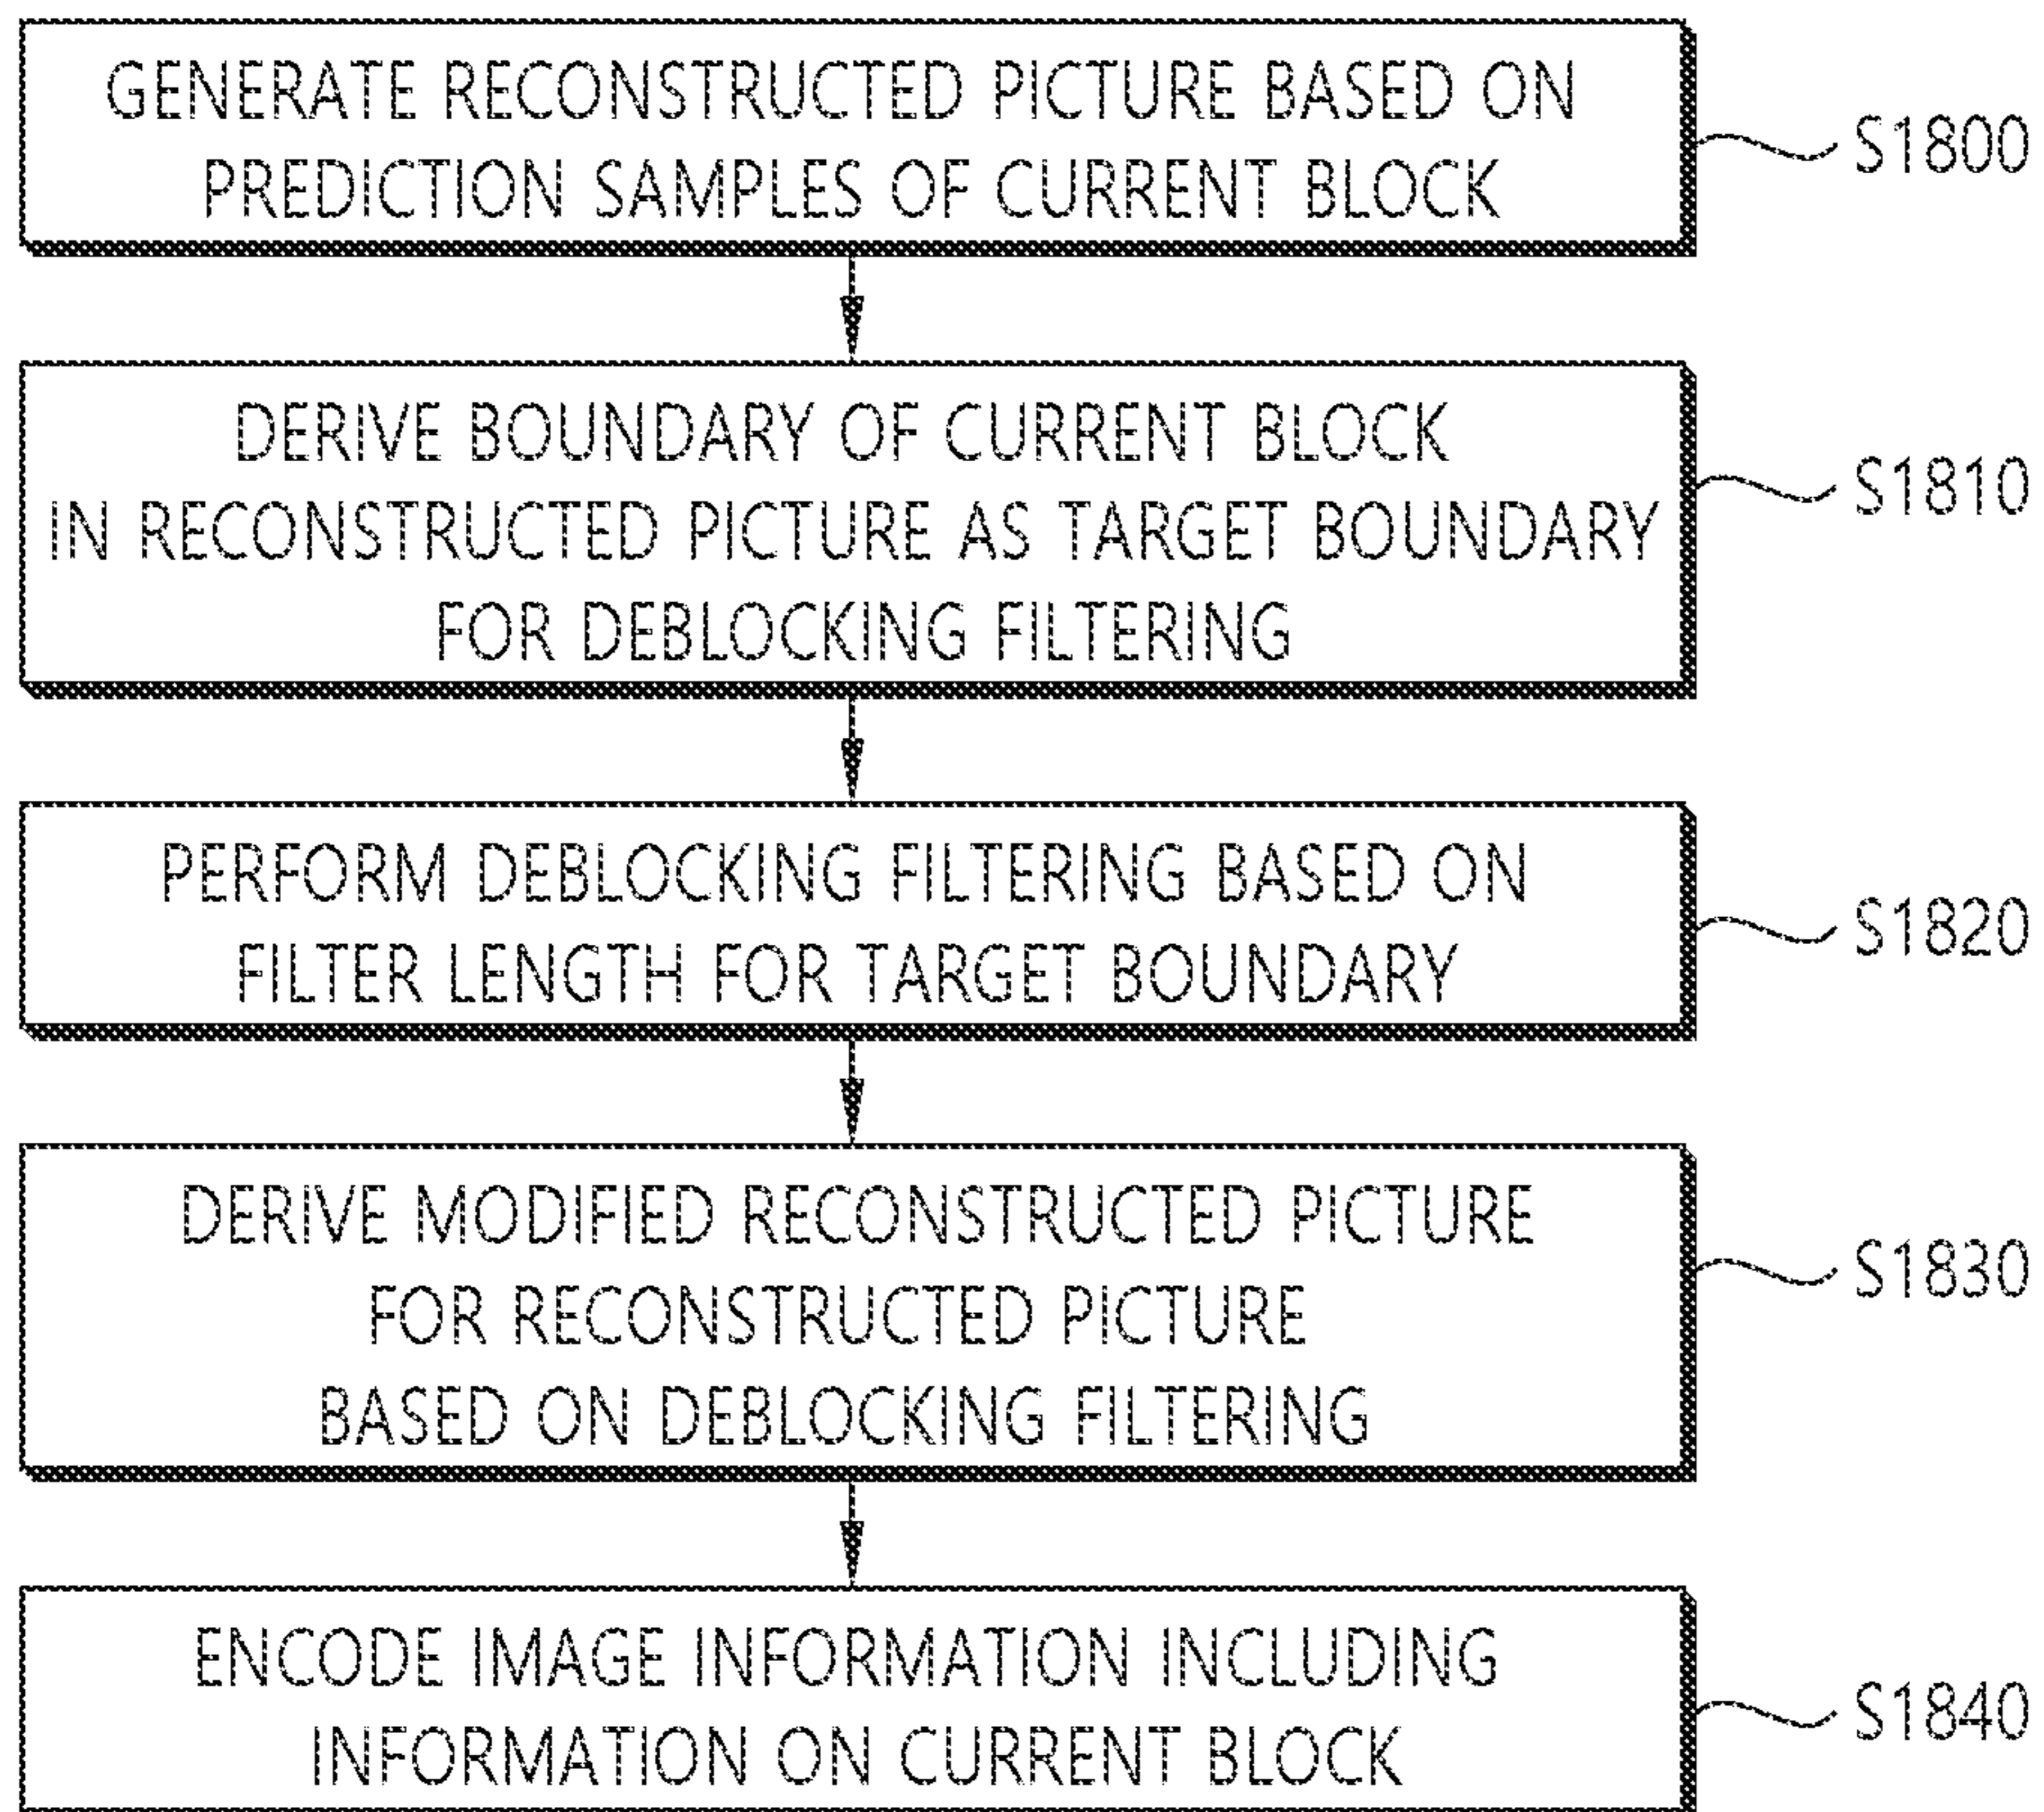 GENERATE RECONSTRUCTED PICTURE BASED ON
PREDICTION SAMPLES OF CURRENT BLOCK
S1800
DERIVE BOUNDARY OF CURRENT BLOCK
IN RECONSTRUCTED PICTURE AS TARGET BOUNDARY
FOR DEBLOCKING FILTERING
S1810
PERFORM DEBLOCKING FILTERING BASED ON
FILTER LENGTH FOR TARGET BOUNDARY
S1820
DERIVE MODIFIED RECONSTRUCTED PICTURE
FOR RECONSTRUCTED PICTURE
BASED ON DEBLOCKING FILTERING
S1830
ENCODE IMAGE INFORMATION INCLUDING
INFORMATION ON CURRENT BLOCK
S1840